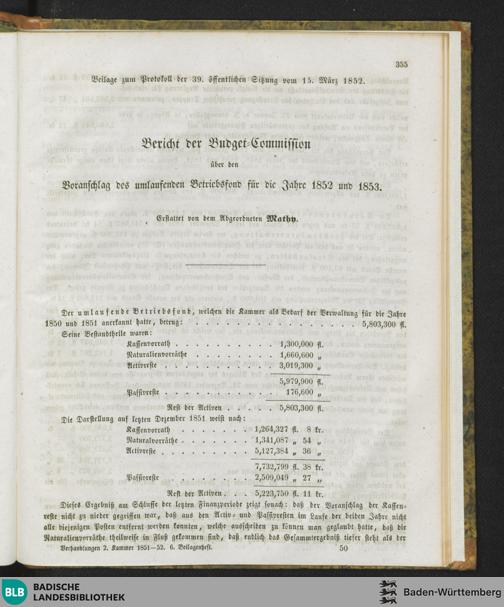 355
Beilage zum Protokoll der 39. öffentlichen Sitzung vom 15. März 1852.
Bericht der Budget-Commission
über den
Voranschlag des umlaufenden Betriebsfond für die Jahre 1852 und 1853.
Erstattet von dem Abgeordneten Mathy.
Der umlaufende Betriebsfond, welchen die Kammer als Bedarf der Verwaltung für die Jahre
1850 und 1851 anerkannt hatte, betrug: . . . . . . . . . . . . . . . . 5,803,300 fl.
Seine Bestandtheile waren:
Kassenvorrath . . . . . . . . . . 1,300,000 fl.
Naturalienvorräthe . . . . . . . . 1,660,600 „
Activreste . . . . . . . . . . . 3,019,300 „
5,979,900 fl.
Passivreste . . . . . . . . . . . 176,600 „
Rest der Activen . . . . . 5,803,300 fl.
Die Darstellung auf letzten Dezember 1851 weist nach:
Kassenvorrath . . . . . . 1,264,327 fl. 8 kr.
Naturalvorräthe . . . . . . 1,341,087 „ 54 „
Activreste . . . . . . . 5,127,384 „ 36 „
7,732,799 fl. 38 kr.
Passivreste . . . . . . . 2,509,049 „ 27 „
Rest der Activen . . . 5,223,750 fl. 11 kr.
Dieses Ergebniß am Schlusse der letzten Finanzperiode zeigt sonach: daß der Voranschlag der Kassen-
reste nicht zu nieder gegriffen war, daß aus den Activ- und Passivresten im Laufe der beiden Jahre nicht
alle diejenigen Posten entfernt werden konnten, welche ausscheiden zu können man geglaubt hatte, daß die
Naturalienvorräthe theilweise in Fluß gekommen sind, daß endlich das Gesammtergebniß tiefer steht als der
Verhandlungen 2. Kammer 1851—52. 6. Beilagenheft. 50
BLB BADISCHE
LANDESBIBLIOTHEK
Baden-Württemberg